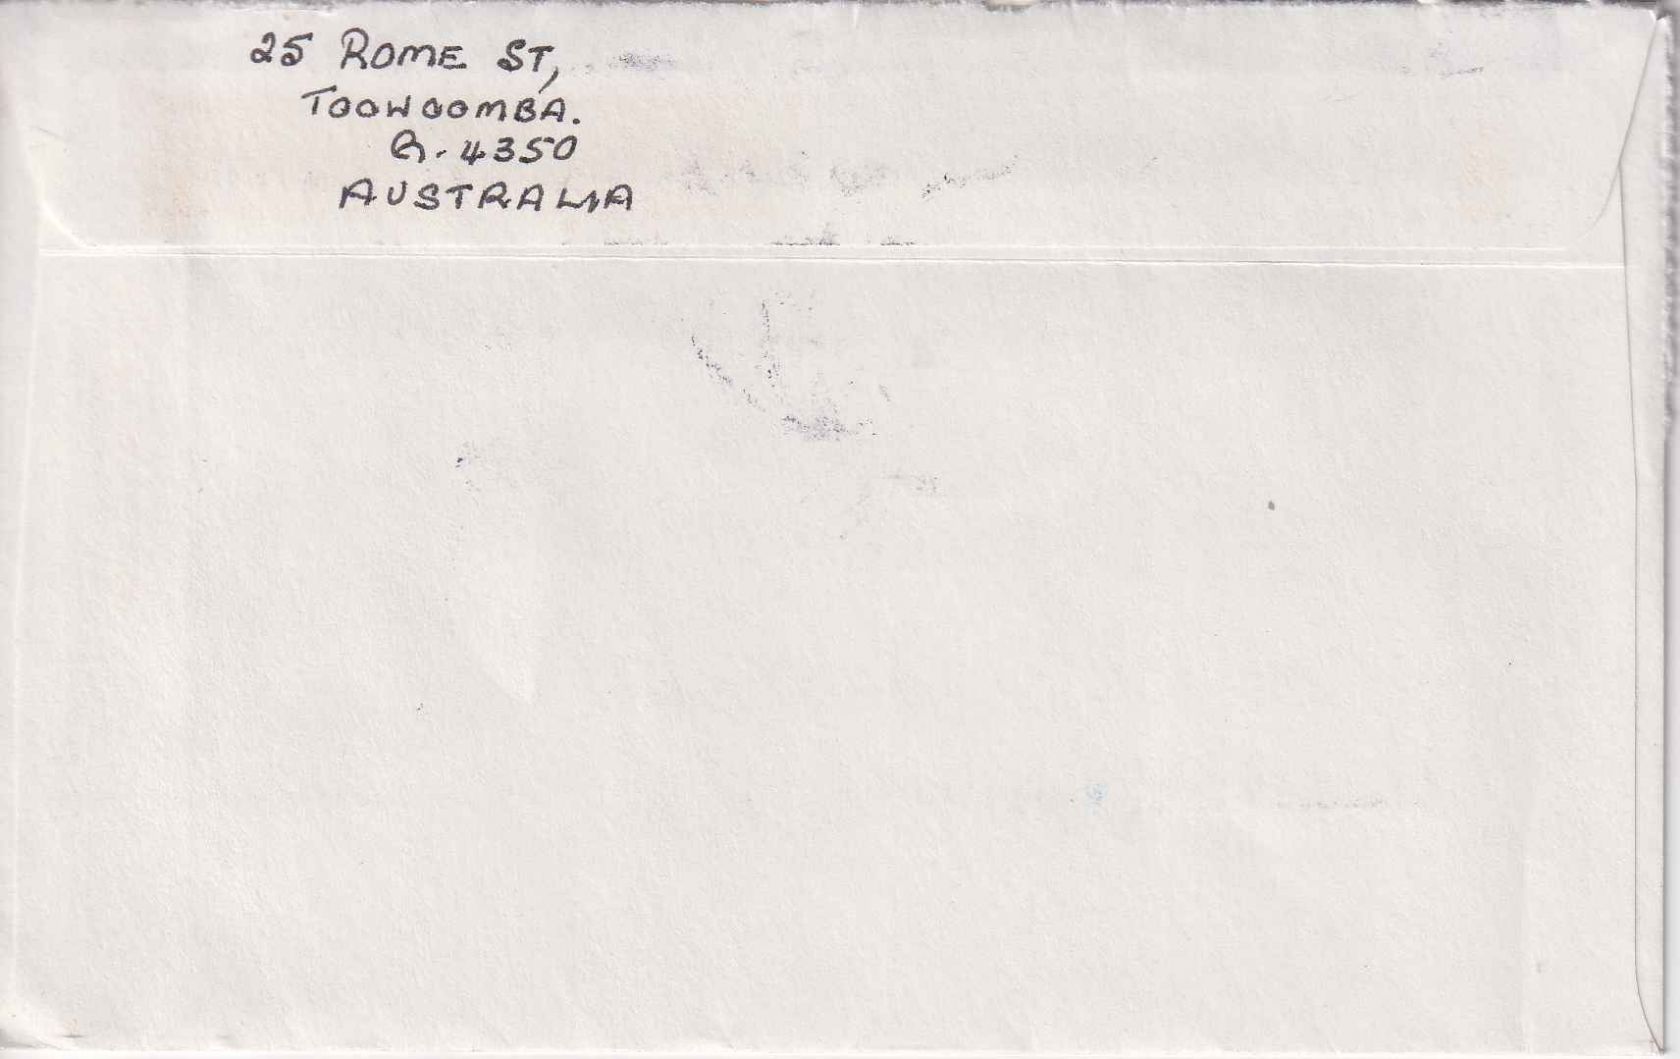 25 ROME ST,
TOOWOOMBA.
Q. 4350
AUSTRALIA